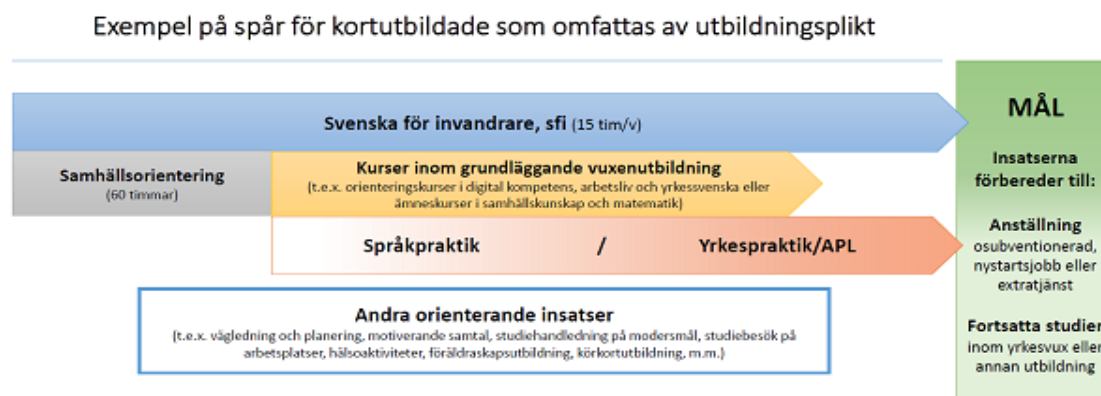 Exempel på spår för kortutbildade som omfattas av utbildningsplikt
Svenska för invandrare, sfi (15 tim/v)
Samhällsorientering
(60 timmar)
Kurser inom grundläggande vuxenutbildning
(t.e.x. orienteringskurser i digital kompetens, arbetsliv och yrkessvenska eller
ämneskurser i samhällskunskap och matematik)
Språkpraktik / Yrkespraktik/APL
Andra orienterande insatser
(t.e.x. vägledning och planering, motiverande samtal, studiehandledning på modersmål, studiebesök på
arbetsplatser, hälsoaktiviteter, föräldraskapsutbildning, körkortutbildning, m.m.)
MÅL
Insatserna
förbereder till:
Anställning
osubventionerad,
nystartsjobb eller
extratjänst
Fortsatta studier
inom yrkesvux eller
annan utbildning